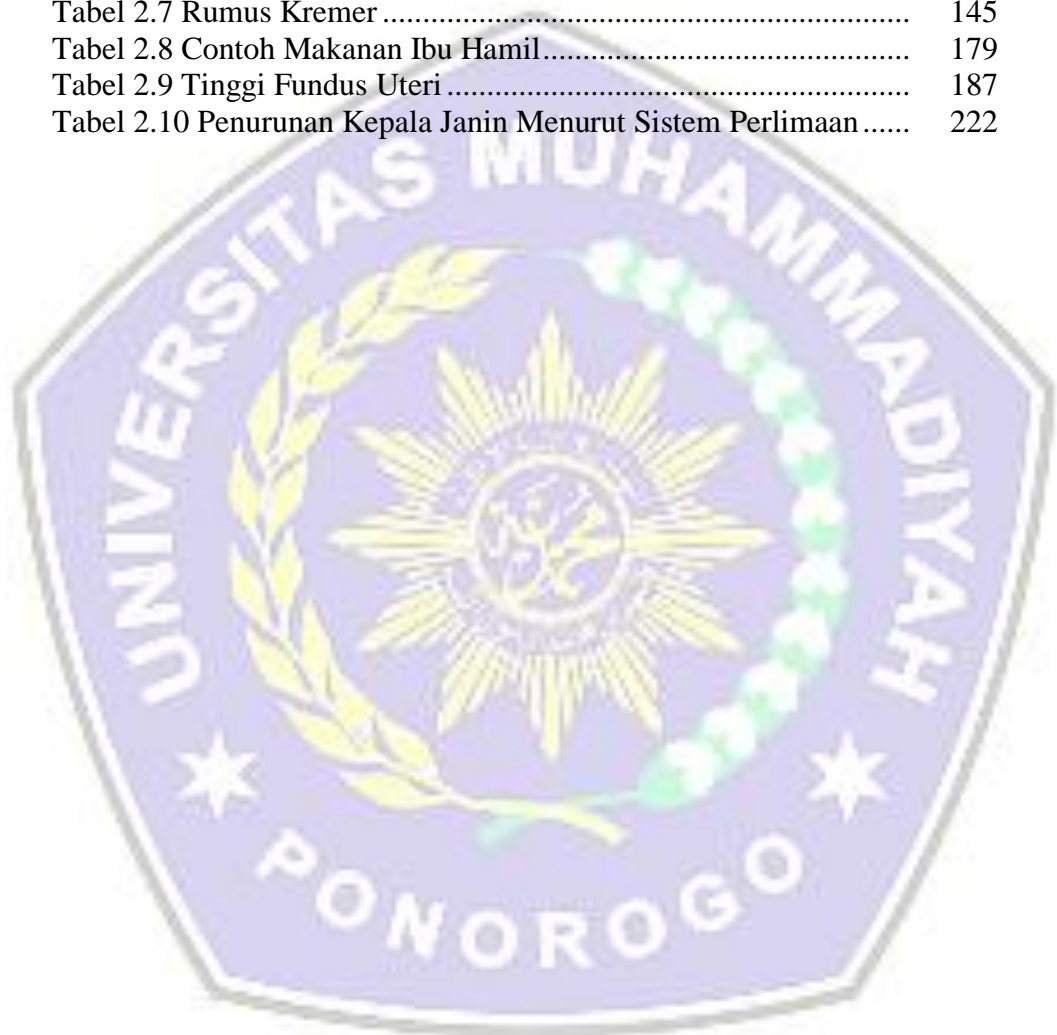 Tabel 2.7 Rumus Kremer ............................................................ 145
Tabel 2.8 Contoh Makanan Ibu Hamil .......................................... 179
Tabel 2.9 Tinggi Fundus Uteri ..................................................... 187
Tabel 2.10 Penurunan Kepala Janin Menurut Sistem Perlimaan ...... 222
UNIVERSITAS MUHAMMADIYAH
PONOROGO